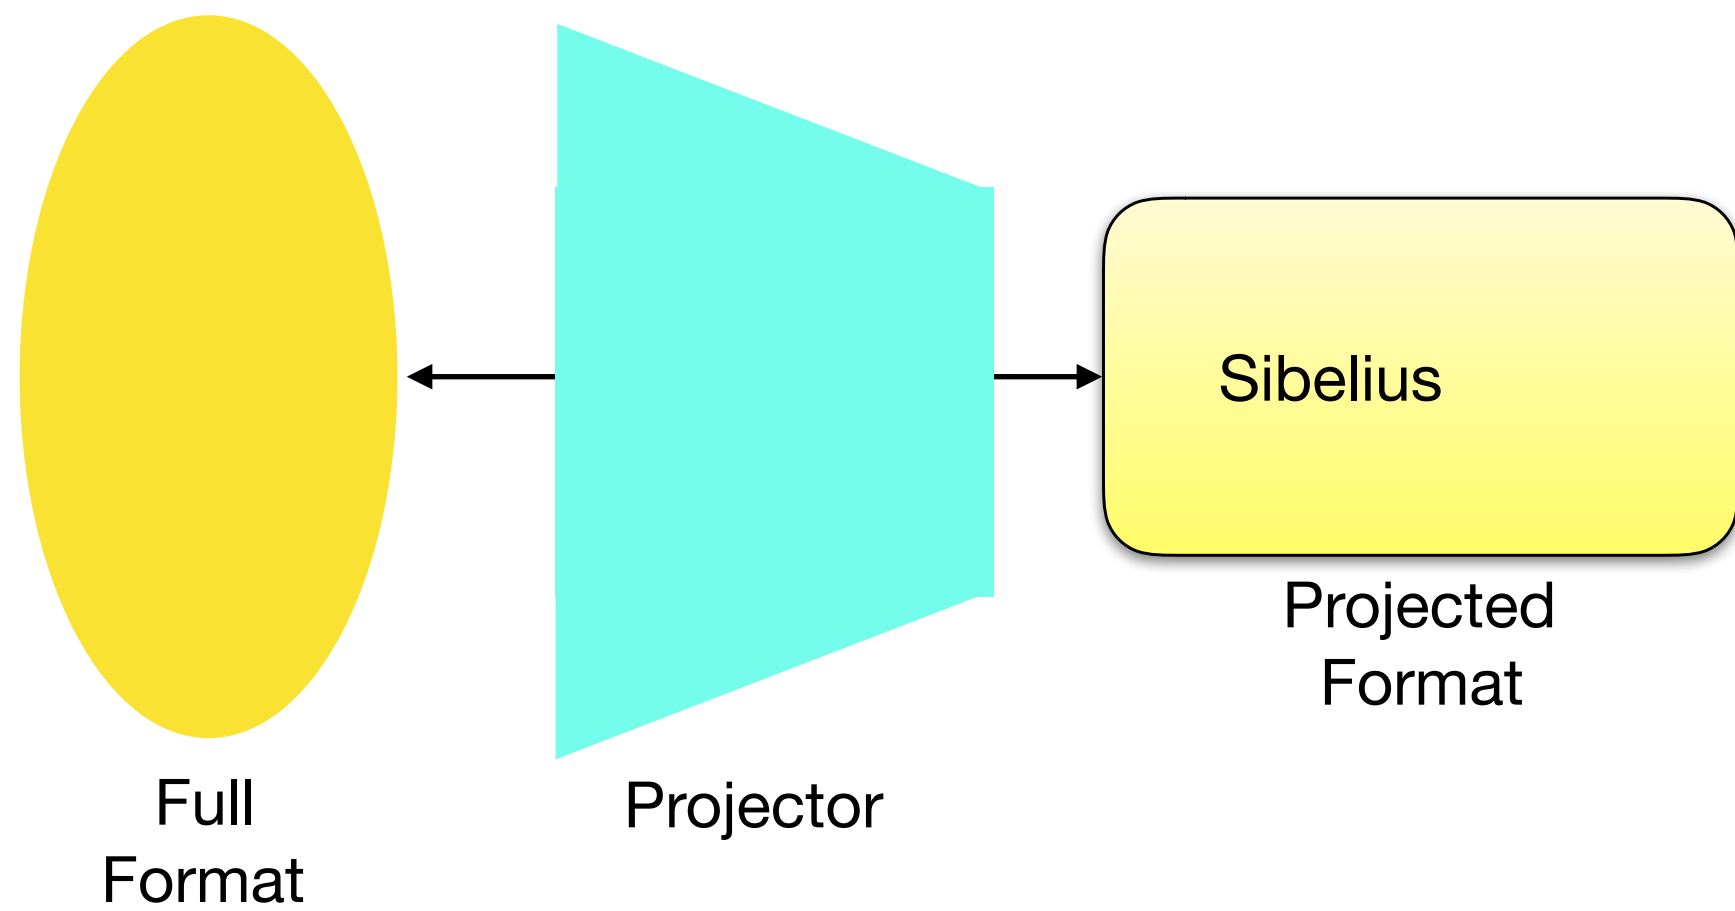 Sibelius
Projected
Format
Full
Format
Projector